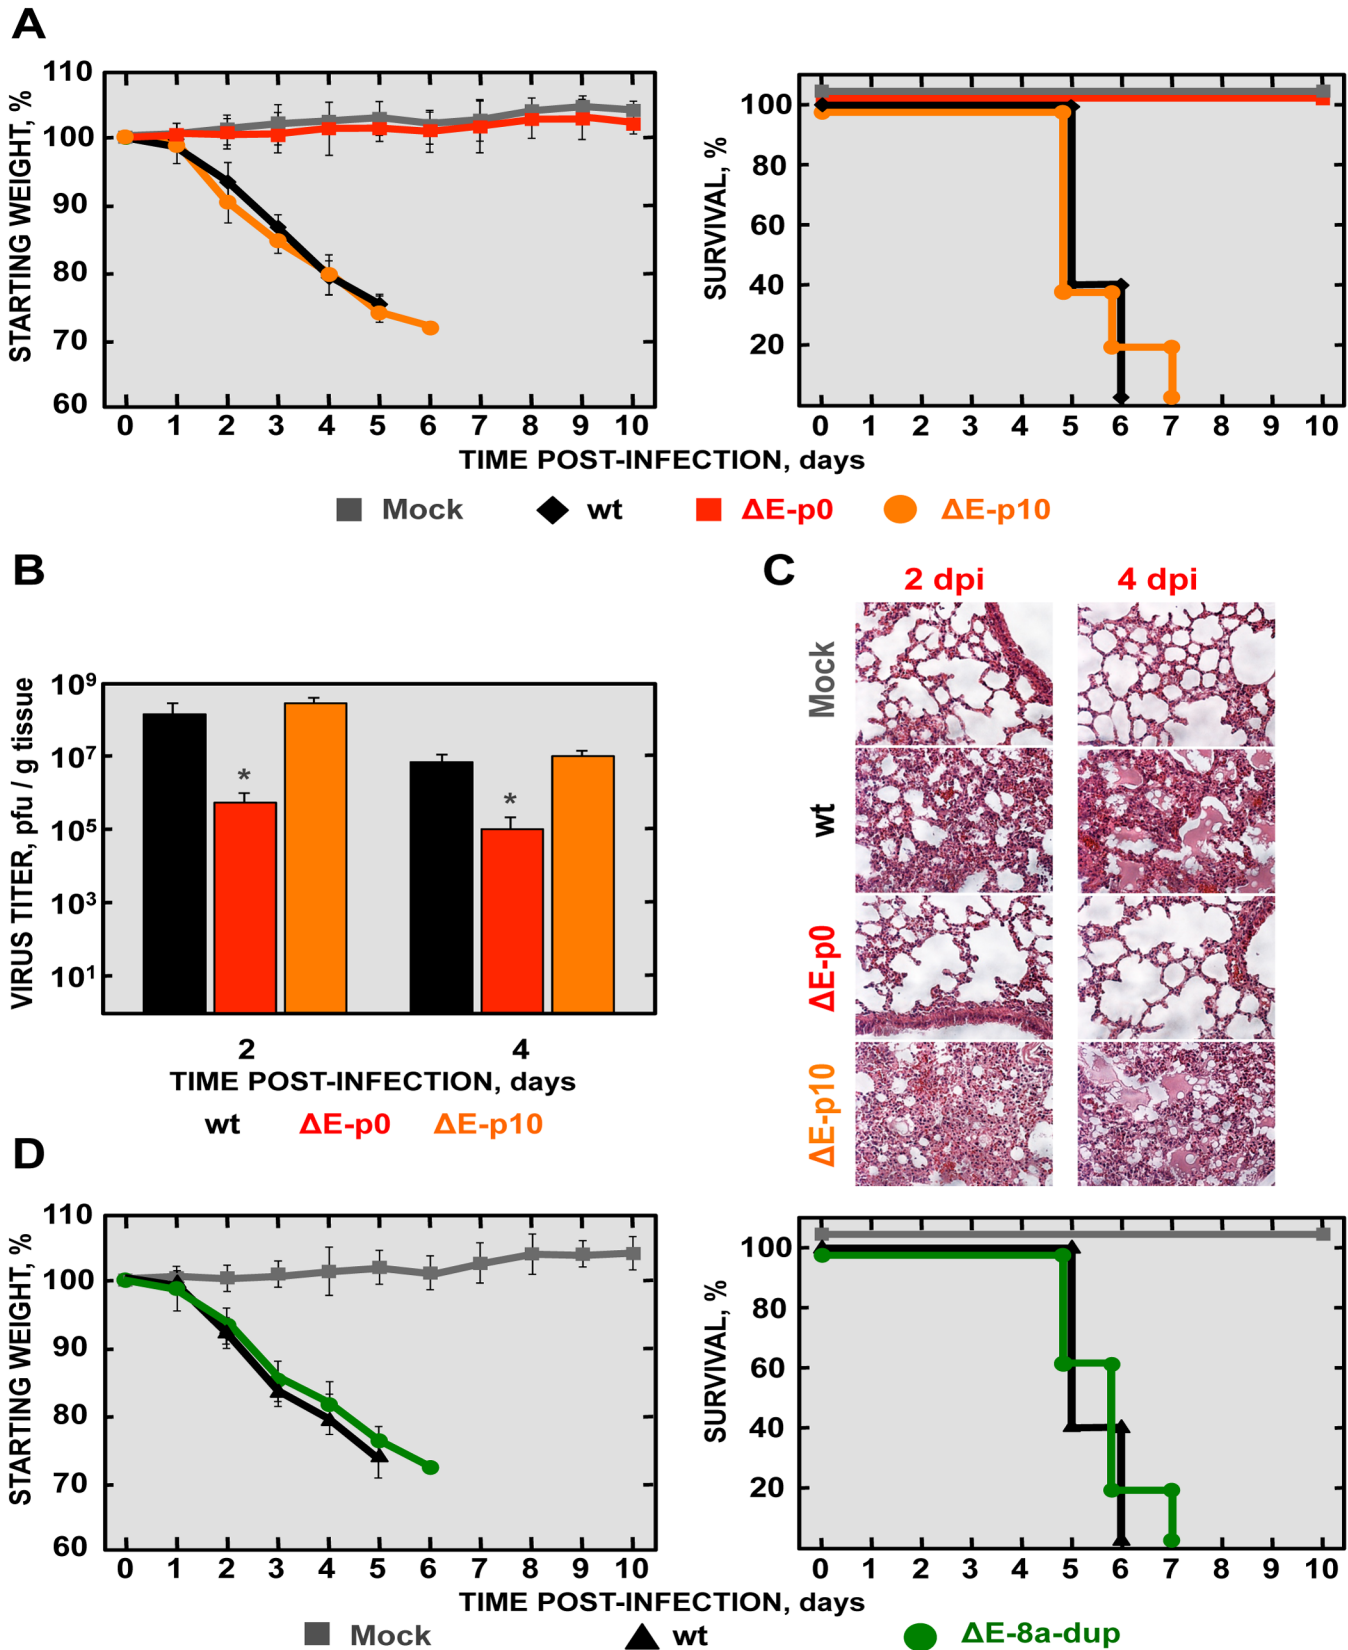 A
STARTING WEIGHT, %
110
100
90
80
70
60
0 1 2 3 4 5 6 7 8 9 10
SURVIVAL, %
100
80
60
40
20
0 1 2 3 4 5 6 7 8 9 10
TIME POST-INFECTION, days
Mock wt ΔE-p0 ΔE-p10
B
VIRUS TITER, pfu / g tissue
10⁹
10⁷
10⁵
10³
10¹
* *
2 4
TIME POST-INFECTION, days
wt ΔE-p0 ΔE-p10
C
2 dpi 4 dpi
Mock
wt
ΔE-p0
ΔE-p10
D
STARTING WEIGHT, %
110
100
90
80
70
60
0 1 2 3 4 5 6 7 8 9 10
SURVIVAL, %
100
80
60
40
20
0 1 2 3 4 5 6 7 8 9 10
TIME POST-INFECTION, days
Mock wt ΔE-8a-dup